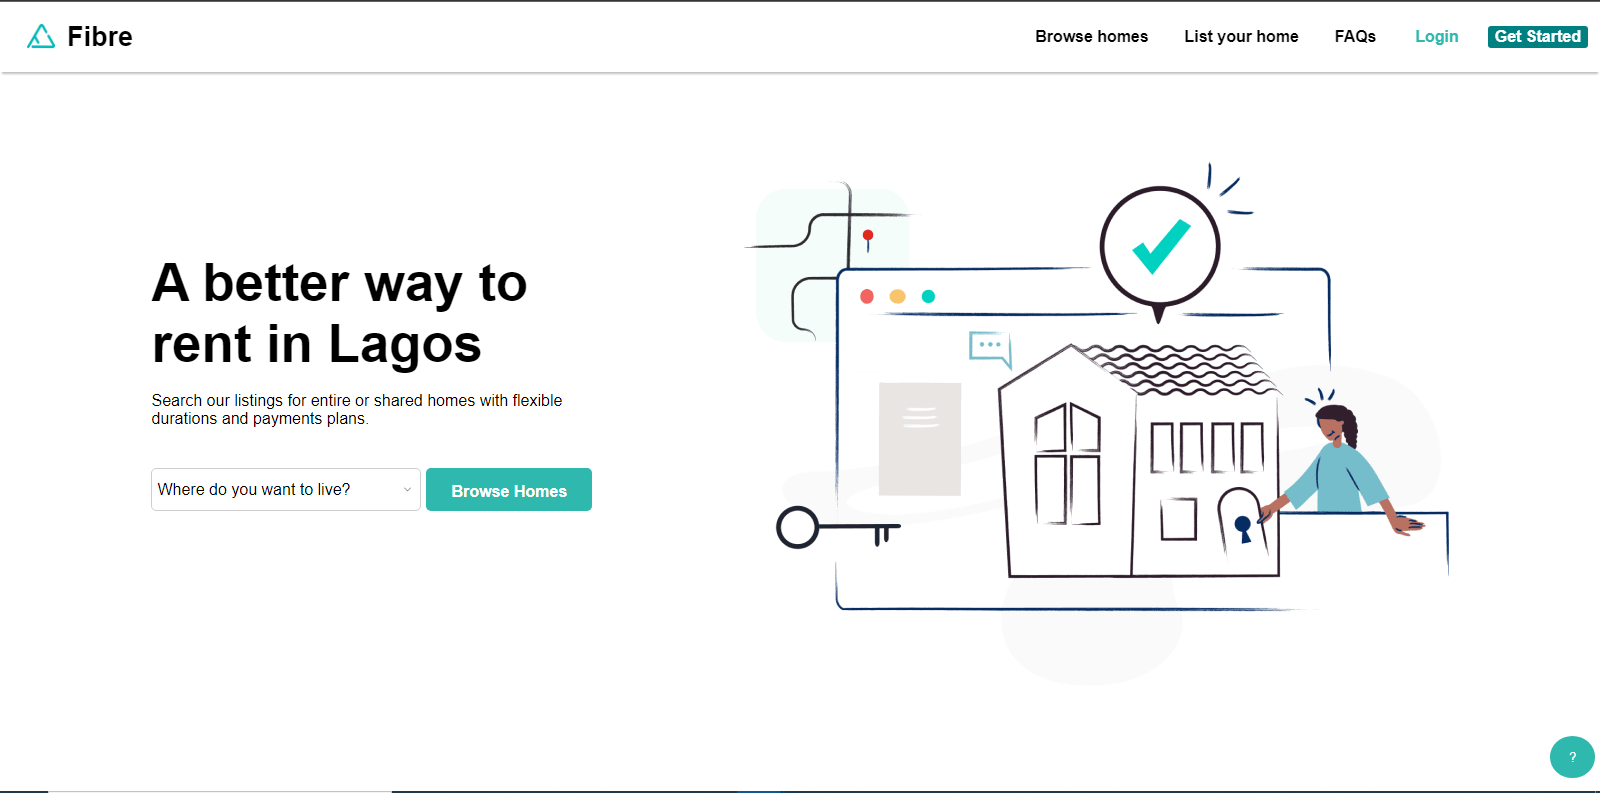 Fibre
Browse homes
List your home
FAQs
Login
Get Started
A better way to
rent in Lagos
Search our listings for entire or shared homes with flexible
durations and payments plans.
Where do you want to live?
Browse Homes
?